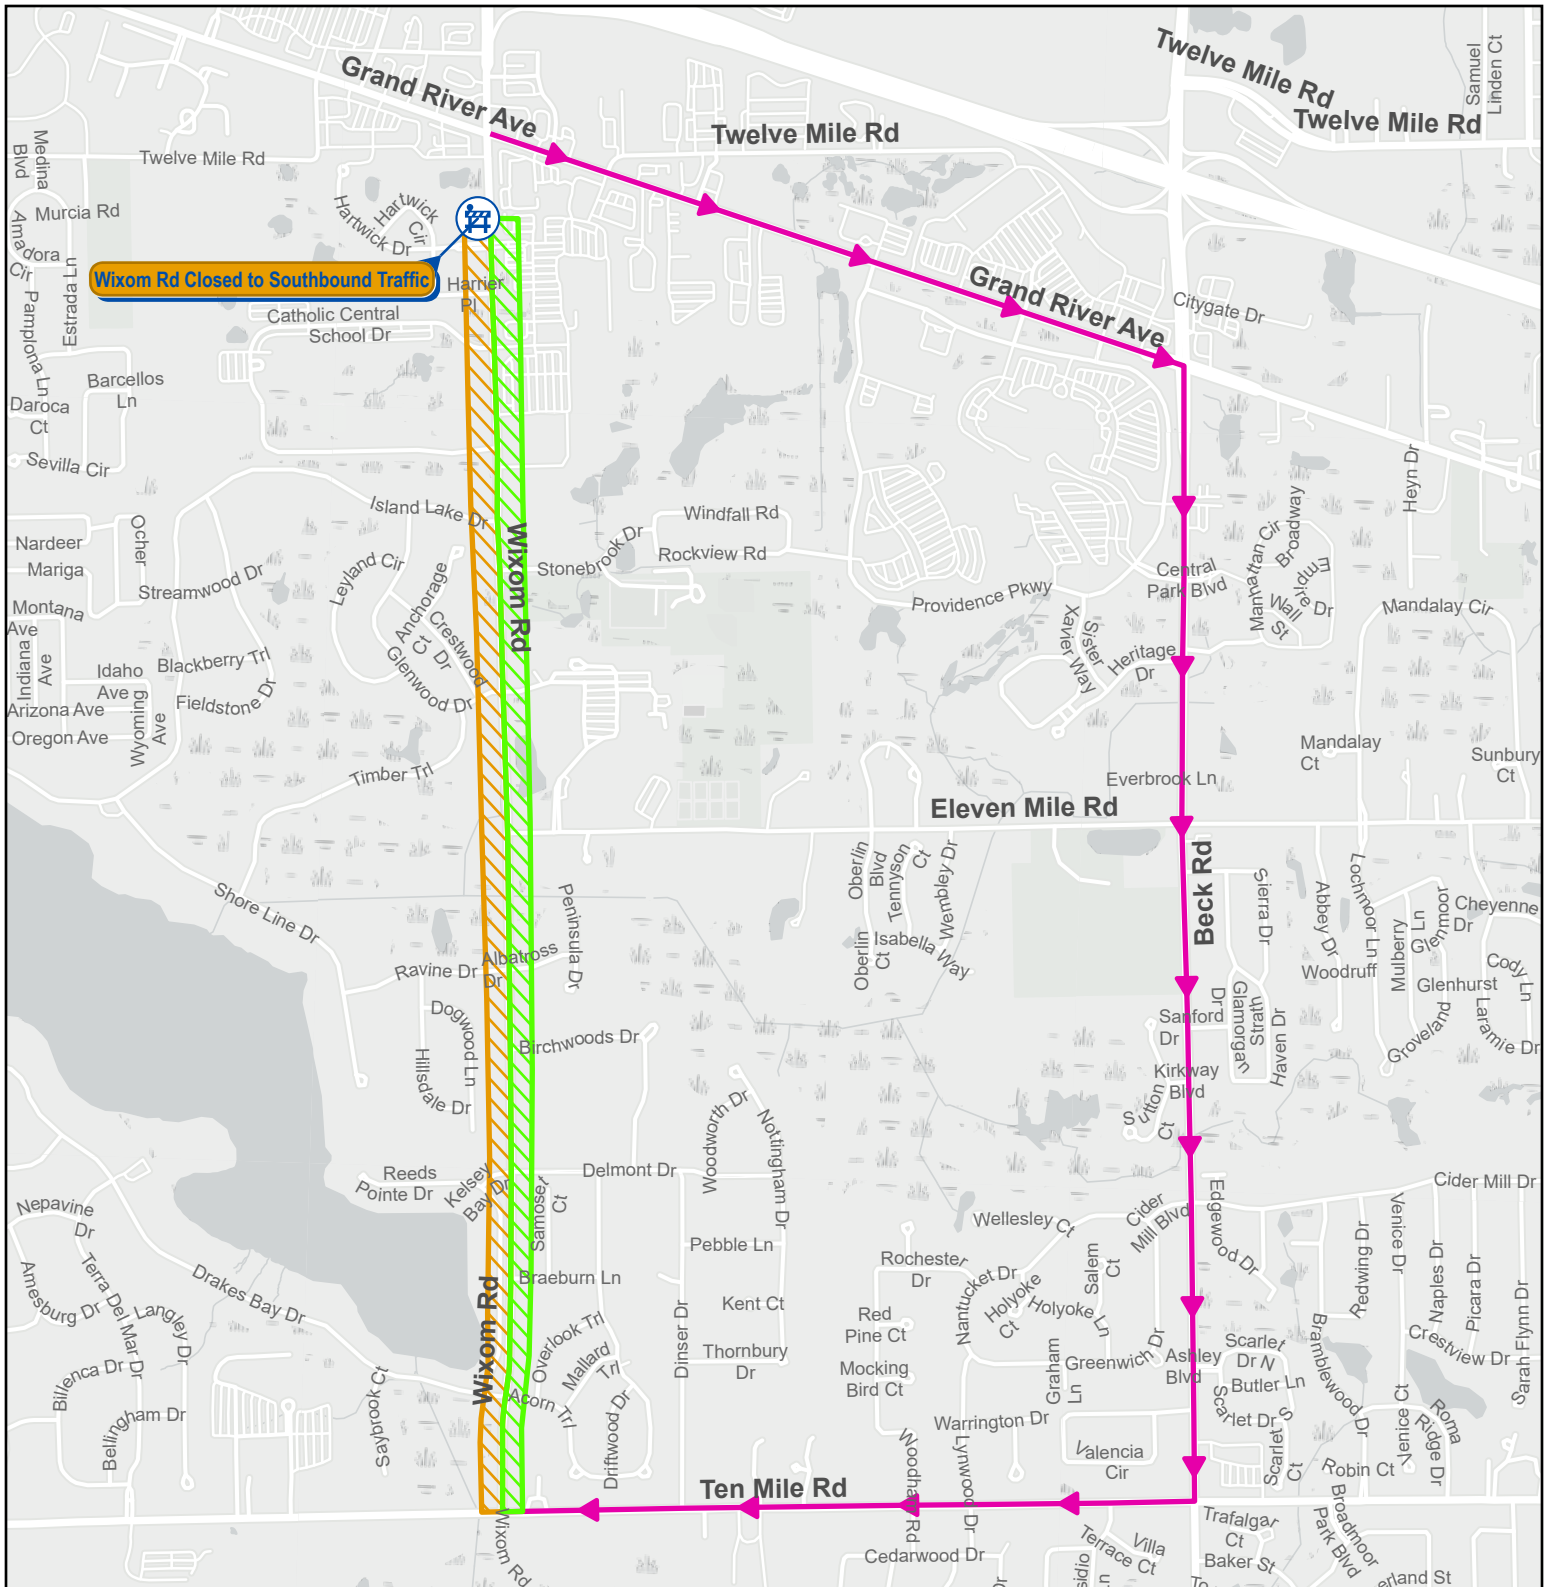 Grand River Ave
Twelve Mile Rd
Twelve Mile Rd
Twelve Mile Rd
Samuel
Linden Ct
Medina
Blvd
Twelve Mile Rd
Murcia Rd
Amadora
Cir
Hartwick
Cir
Hartwick Dr
Estrada Ln
Pamplona Ln
Wixom Rd Closed to Southbound Traffic
Harrier
Pl
Catholic Central
School Dr
Grand River Ave
Citygate Dr
Barcellos
Ln
Daroca
Ct
Sevilla Cir
Heyn Dr
Island Lake Dr
Windfall Rd
Rockview Rd
Stonebrook Dr
Wixom Rd
Nardeer
Ocher
Mariga
Streamwood Dr
Leyland Cir
Anchorage
Ct
Crestwood
Dr
Glenwood Dr
Montana
Ave
Indiana
Ave
Idaho
Ave
Blackberry Trl
Fieldstone Dr
Arizona Ave
Wyoming
Ave
Oregon Ave
Timber Trl
Providence Pkwy
Central
Park Blvd
Manhattan Cir
Broadway
Empire Dr
Wall
St
Mandalay Cir
Sister
Xavier Way
Heritage
Dr
Mandalay
Ct
Sunbury
Ct
Everbrook Ln
Eleven Mile Rd
Beck Rd
Oberlin
Blvd
Tennyson
Ct
Wembley Dr
Isabella Way
Oberlin
Ct
Sierra Dr
Abbey Dr
Lochmoor Ln
Mulberry
Ln
Glenmoor
Cheyenne
Dr
Woodruff
Glenhurst
Cody Ln
Laramie Dr
Groveland
Shore Line Dr
Peninsula Dr
Albatross
Dr
Ravine Dr
Dogwood Ln
Hillsdale Dr
Birchwoods Dr
Sanford
Dr
Glamorgan
Dr
Strath
Haven Dr
Kirkway
Blvd
Sutton
Ct
Woodworth Dr
Nottingham Dr
Reeds
Pointe Dr
Kelsey
Bay Dr
Delmont Dr
Samoset
Ct
Cider Mill Dr
Cider
Mill Blvd
Edgewood Dr
Wellesley Ct
Nepavine
Dr
Pebble Ln
Rochester
Dr
Nantucket Dr
Salem
Ct
Redwing Dr
Venice Dr
Naples Dr
Picara Dr
Sarah Flynn Dr
Amesburg Dr
Terra Del Mar Dr
Langley Dr
Drakes Bay Dr
Braeburn Ln
Wixom Rd
Overlook Trl
Mallard
Trl
Dinser Dr
Kent Ct
Thornbury
Dr
Red
Pine Ct
Mocking
Bird Ct
Holyoke
Ct
Holyoke Ln
Graham
Ln
Greenwich Dr
Ashley
Blvd
Scarlet
Dr N
Butler Ln
Scarlet Dr
S
Scarlet
Ct
Bramblewood Dr
Crestview Dr
Venice Ct
Roma
Ridge Dr
Billenca Dr
Bellingham Dr
Saybrook Ct
Acorn Trl
Driftwood Dr
Warrington Dr
Valencia
Cir
Robin Ct
Ten Mile Rd
Woodham Rd
Lynwood Dr
Wixom Rd
Cedarwood Dr
Terrace Ct
Villa
Trafalgar
Ct
Baker St
Broadmoor
Park Blvd
erland St
sidio
Ln
Dr
To